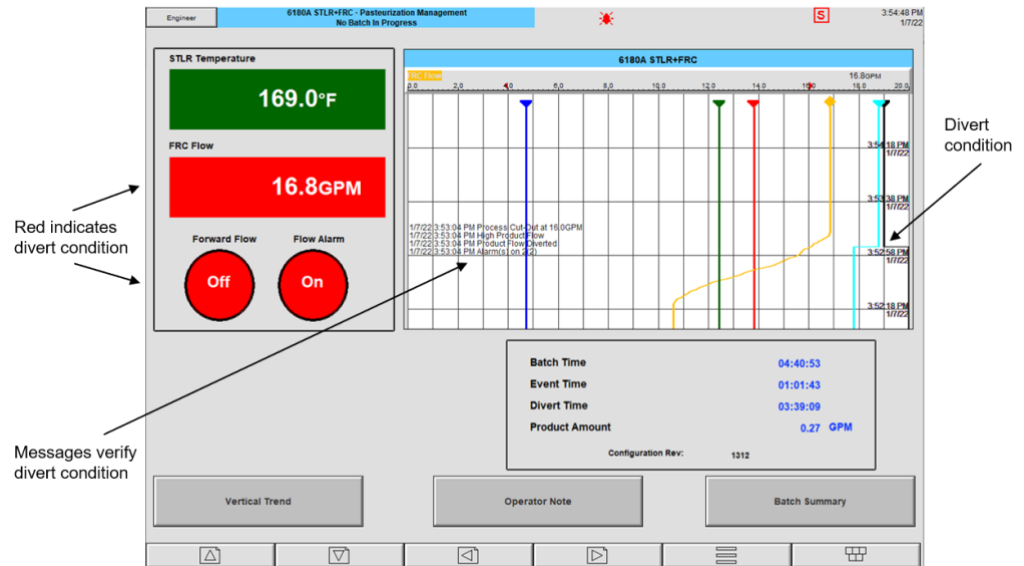 Engineer
6180A STLR+FRC - Pasteurization Management
No Batch In Progress
S
3:54:48 PM
1/7/22
STLR Temperature
169.0°F
FRC Flow
16.8GPM
Forward Flow
Flow Alarm
Off
On
6180A STLR+FRC
FRC Flow
16.8GPM
0.0 2.0 6.0 8.0 10.0 12.0 14.0 18.0 20.0
3:54:18 PM
1/7/22
3:53:38 PM
1/7/22
1/7/22 3:53:04 PM Process Cut-Out at 16.0GPM
1/7/22 3:53:04 PM High Product Flow
1/7/22 3:53:04 PM Product Flow Diverted
1/7/22 3:53:04 PM Alarm(s) on 2(2)
3:52:58 PM
1/7/22
3:52:18 PM
1/7/22
Batch Time 04:40:53
Event Time 01:01:43
Divert Time 03:39:09
Product Amount 0.27 GPM
Configuration Rev: 1312
Vertical Trend
Operator Note
Batch Summary
Red indicates
divert condition
Messages verify
divert condition
Divert
condition